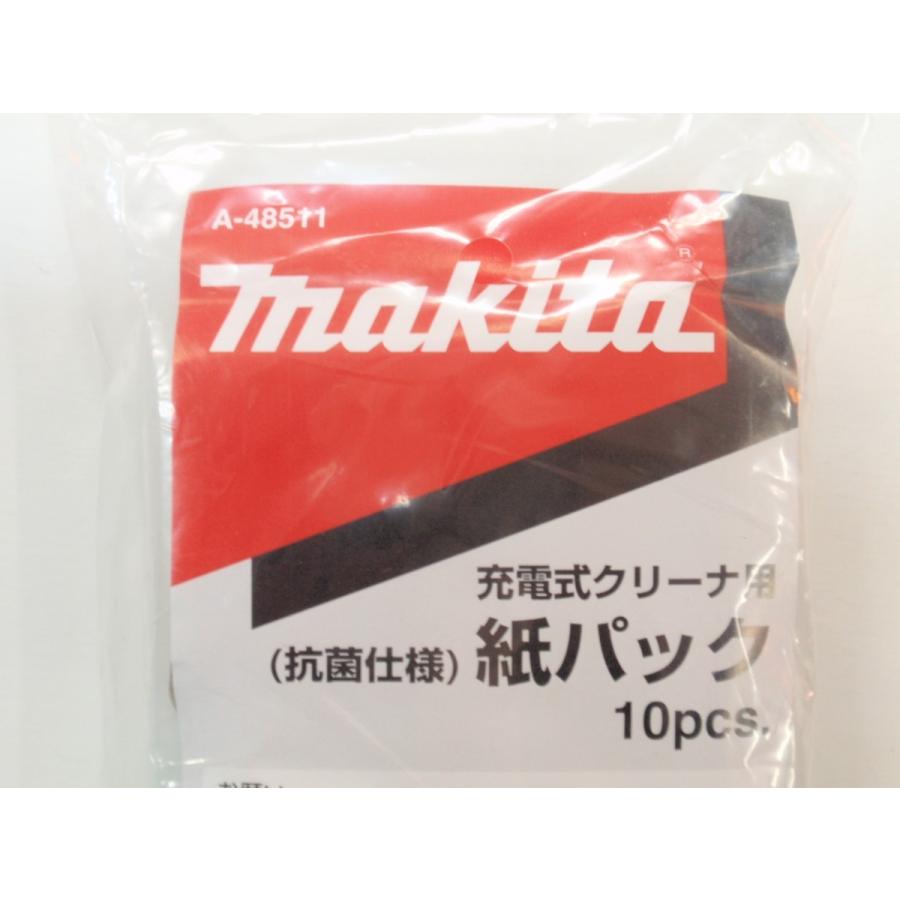 A-48511
makita®
充電式クリーナ用
(抗菌仕様) 紙パック
10pcs.